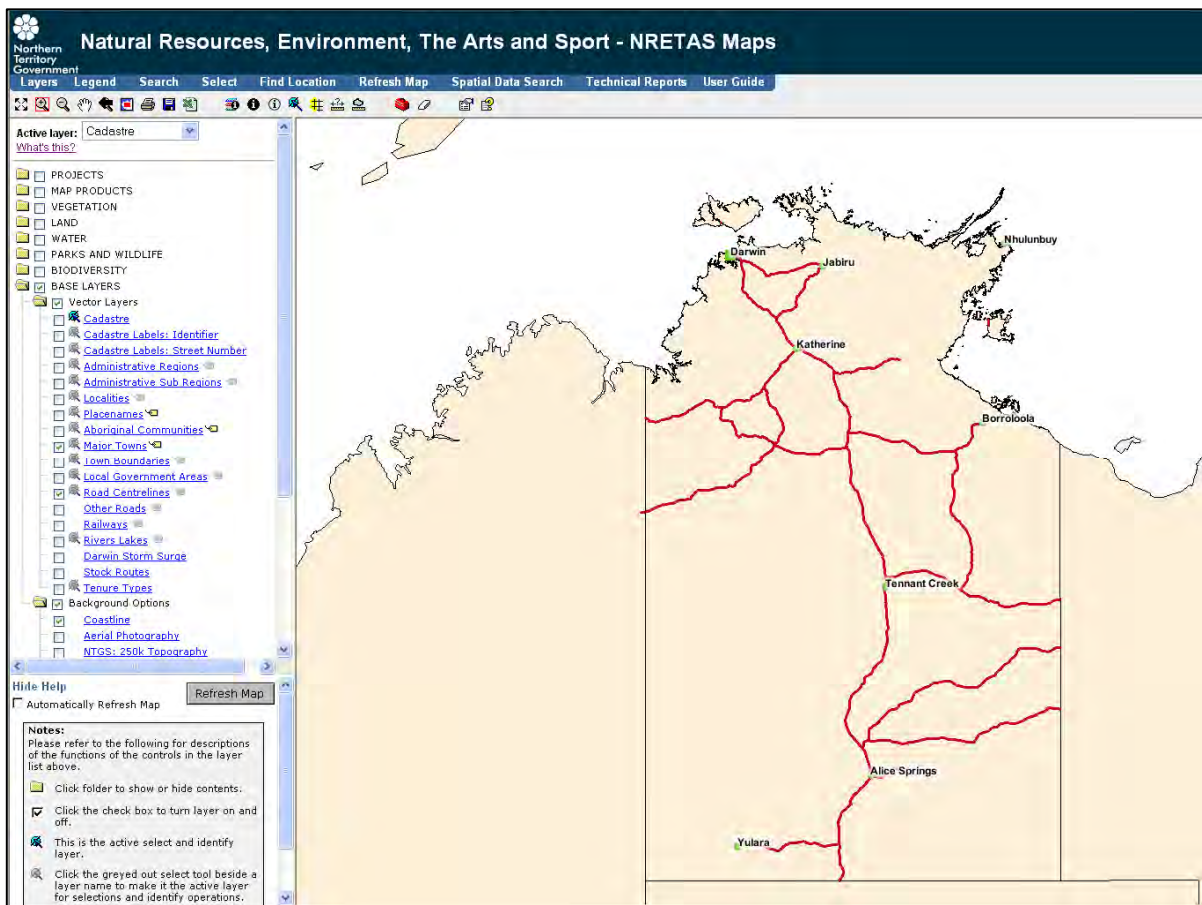 Northern
Territory
Government
Natural Resources, Environment, The Arts and Sport - NRETAS Maps
Layers Legend Search Select Find Location Refresh Map Spatial Data Search Technical Reports User Guide
Active layer: Cadastre
What's this?
PROJECTS
MAP PRODUCTS
VEGETATION
LAND
WATER
PARKS AND WILDLIFE
BIODIVERSITY
BASE LAYERS
Vector Layers
Cadastre
Cadastre Labels: Identifier
Cadastre Labels: Street Number
Administrative Regions
Administrative Sub Regions
Localities
Placenames
Aboriginal Communities
Major Towns
Town Boundaries
Local Government Areas
Road Centrelines
Other Roads
Railways
Rivers Lakes
Darwin Storm Surge
Stock Routes
Tenure Types
Background Options
Coastline
Aerial Photography
NTGS: 250k Topography
Hide Help
Refresh Map
Automatically Refresh Map
Notes:
Please refer to the following for descriptions
of the functions of the controls in the layer
list above.
Click folder to show or hide contents.
Click the check box to turn layer on and
off.
This is the active select and identify
layer.
Click the greyed out select tool beside a
layer name to make it the active layer
for selections and identify operations.
Darwin
Jabiru
Nhulunbuy
Katherine
Borroloola
Tennant Creek
Alice Springs
Yulara